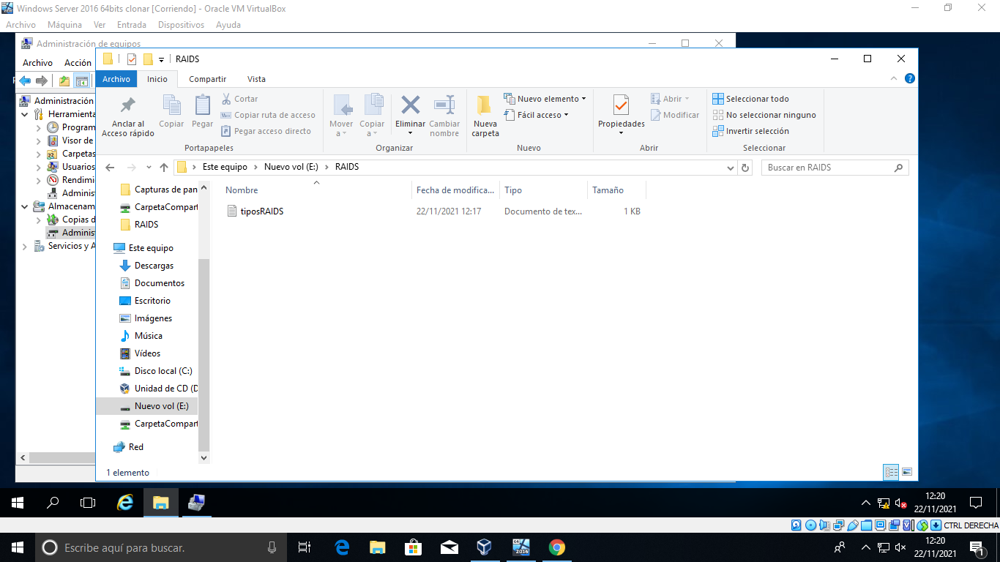 Windows Server 2016 64bits clonar [Corriendo] - Oracle VM VirtualBox
Archivo Máquina Ver Entrada Dispositivos Ayuda
Administración de equipos
Archivo Acción
RAIDS
Archivo Inicio Compartir Vista
Anclar al
Acceso rápido
Copiar
Pegar
Cortar
Copiar ruta de acceso
Pegar acceso directo
Portapapeles
Mover
a
Copiar
a
Eliminar
Cambiar
nombre
Organizar
Nueva
carpeta
Nuevo elemento
Fácil acceso
Nuevo
Propiedades
Abrir
Modificar
Abrir
Seleccionar todo
No seleccionar ninguno
Invertir selección
Seleccionar
Este equipo Nuevo vol (E:) RAIDS
Buscar en RAIDS
Administración
Herramienta
Program
Visor de
Carpetas
Usuarios
Rendimi
Adminis
Almacenam
Copias d
Adminis
Servicios y A
Capturas de pan
CarpetaCompart
RAIDS
Este equipo
Descargas
Documentos
Escritorio
Imágenes
Música
Vídeos
Disco local (C:)
Unidad de CD (D
Nuevo vol (E:)
CarpetaCompart
Red
Nombre Fecha de modifica... Tipo Tamaño
tiposRAIDS 22/11/2021 12:17 Documento de tex... 1 KB
1 elemento
12:20
22/11/2021
CTRL DERECHA
Escribe aquí para buscar.
2016
12:20
22/11/2021
1